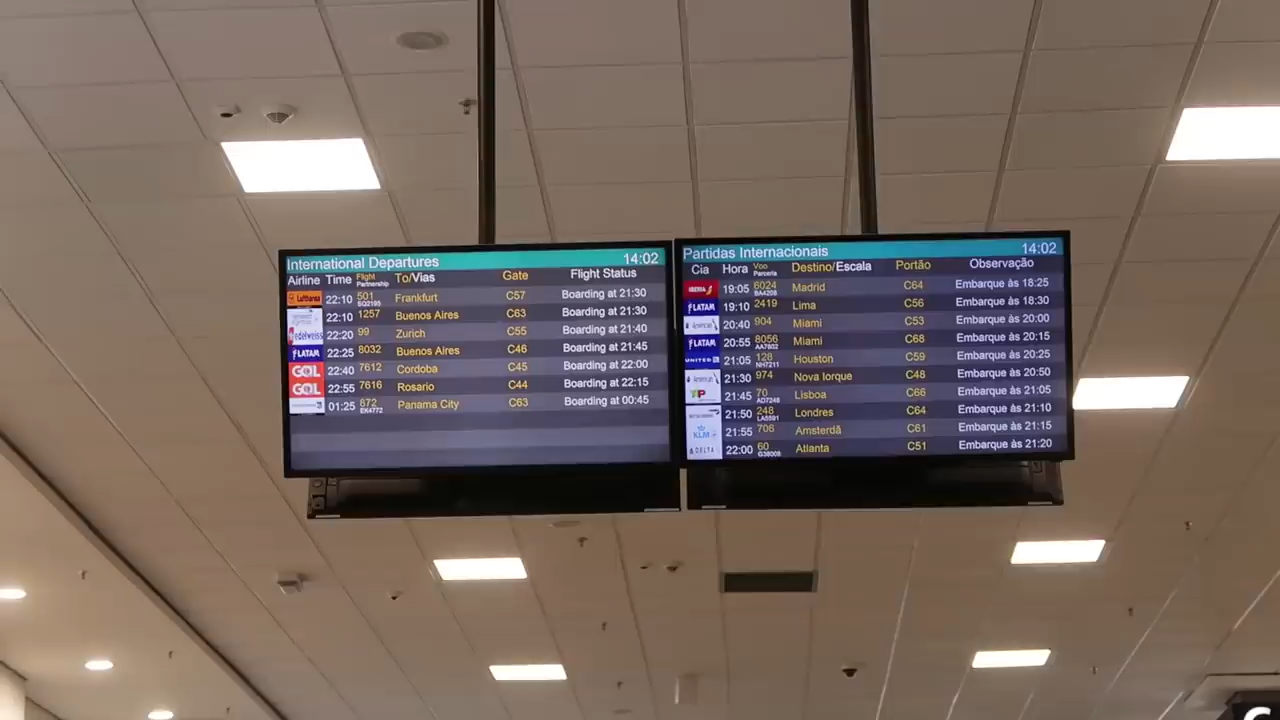 International Departures 14:02
Airline Time Flight Partnership To/Vias Gate Flight Status
Lufthansa 22:10 501 SQ2195 Frankfurt C57 Boarding at 21:30
22:10 1257 Buenos Aires C63 Boarding at 21:30
edelweiss 22:20 99 Zurich C55 Boarding at 21:40
LATAM 22:25 8032 Buenos Aires C46 Boarding at 21:45
GOL 22:40 7612 Cordoba C45 Boarding at 22:00
GOL 22:55 7616 Rosario C44 Boarding at 22:15
01:25 872 EK4772 Panama City C63 Boarding at 00:45
Partidas Internacionais 14:02
Cia Hora Voo Parceria Destino/Escala Portão Observação
IBERIA 19:05 6024 BAA208 Madrid C64 Embarque às 18:25
LATAM 19:10 2419 Lima C56 Embarque às 18:30
American 20:40 904 Miami C53 Embarque às 20:00
LATAM 20:55 8056 AA7602 Miami C68 Embarque às 20:15
UNITED 21:05 128 NH7211 Houston C59 Embarque às 20:25
American 21:30 974 Nova Iorque C48 Embarque às 20:50
TAP 21:45 70 AD7248 Lisboa C66 Embarque às 21:05
21:50 248 LA5591 Londres C64 Embarque às 21:10
KLM 21:55 706 Amsterdã C61 Embarque às 21:15
DELTA 22:00 60 Atlanta C51 Embarque às 21:20